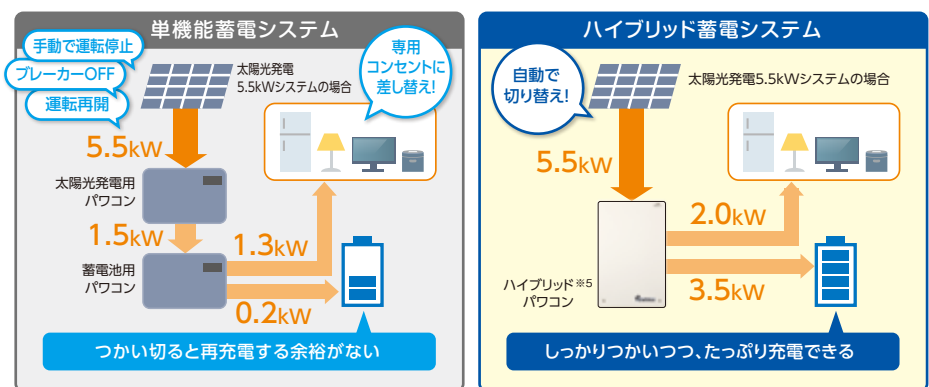 単機能蓄電システム
手動で運転停止
ブレーカーOFF
運転再開
太陽光発電
5.5kWシステムの場合
専用
コンセントに
差し替え!
5.5kW
太陽光発電用
パワコン
1.5kW
1.3kW
蓄電池用
パワコン
0.2kW
つかい切ると再充電する余裕がない
ハイブリッド蓄電システム
自動で
切り替え!
太陽光発電5.5kWシステムの場合
5.5kW
2.0kW
ハイブリッド※5
パワコン
3.5kW
しっかりつかいつつ、たっぷり充電できる